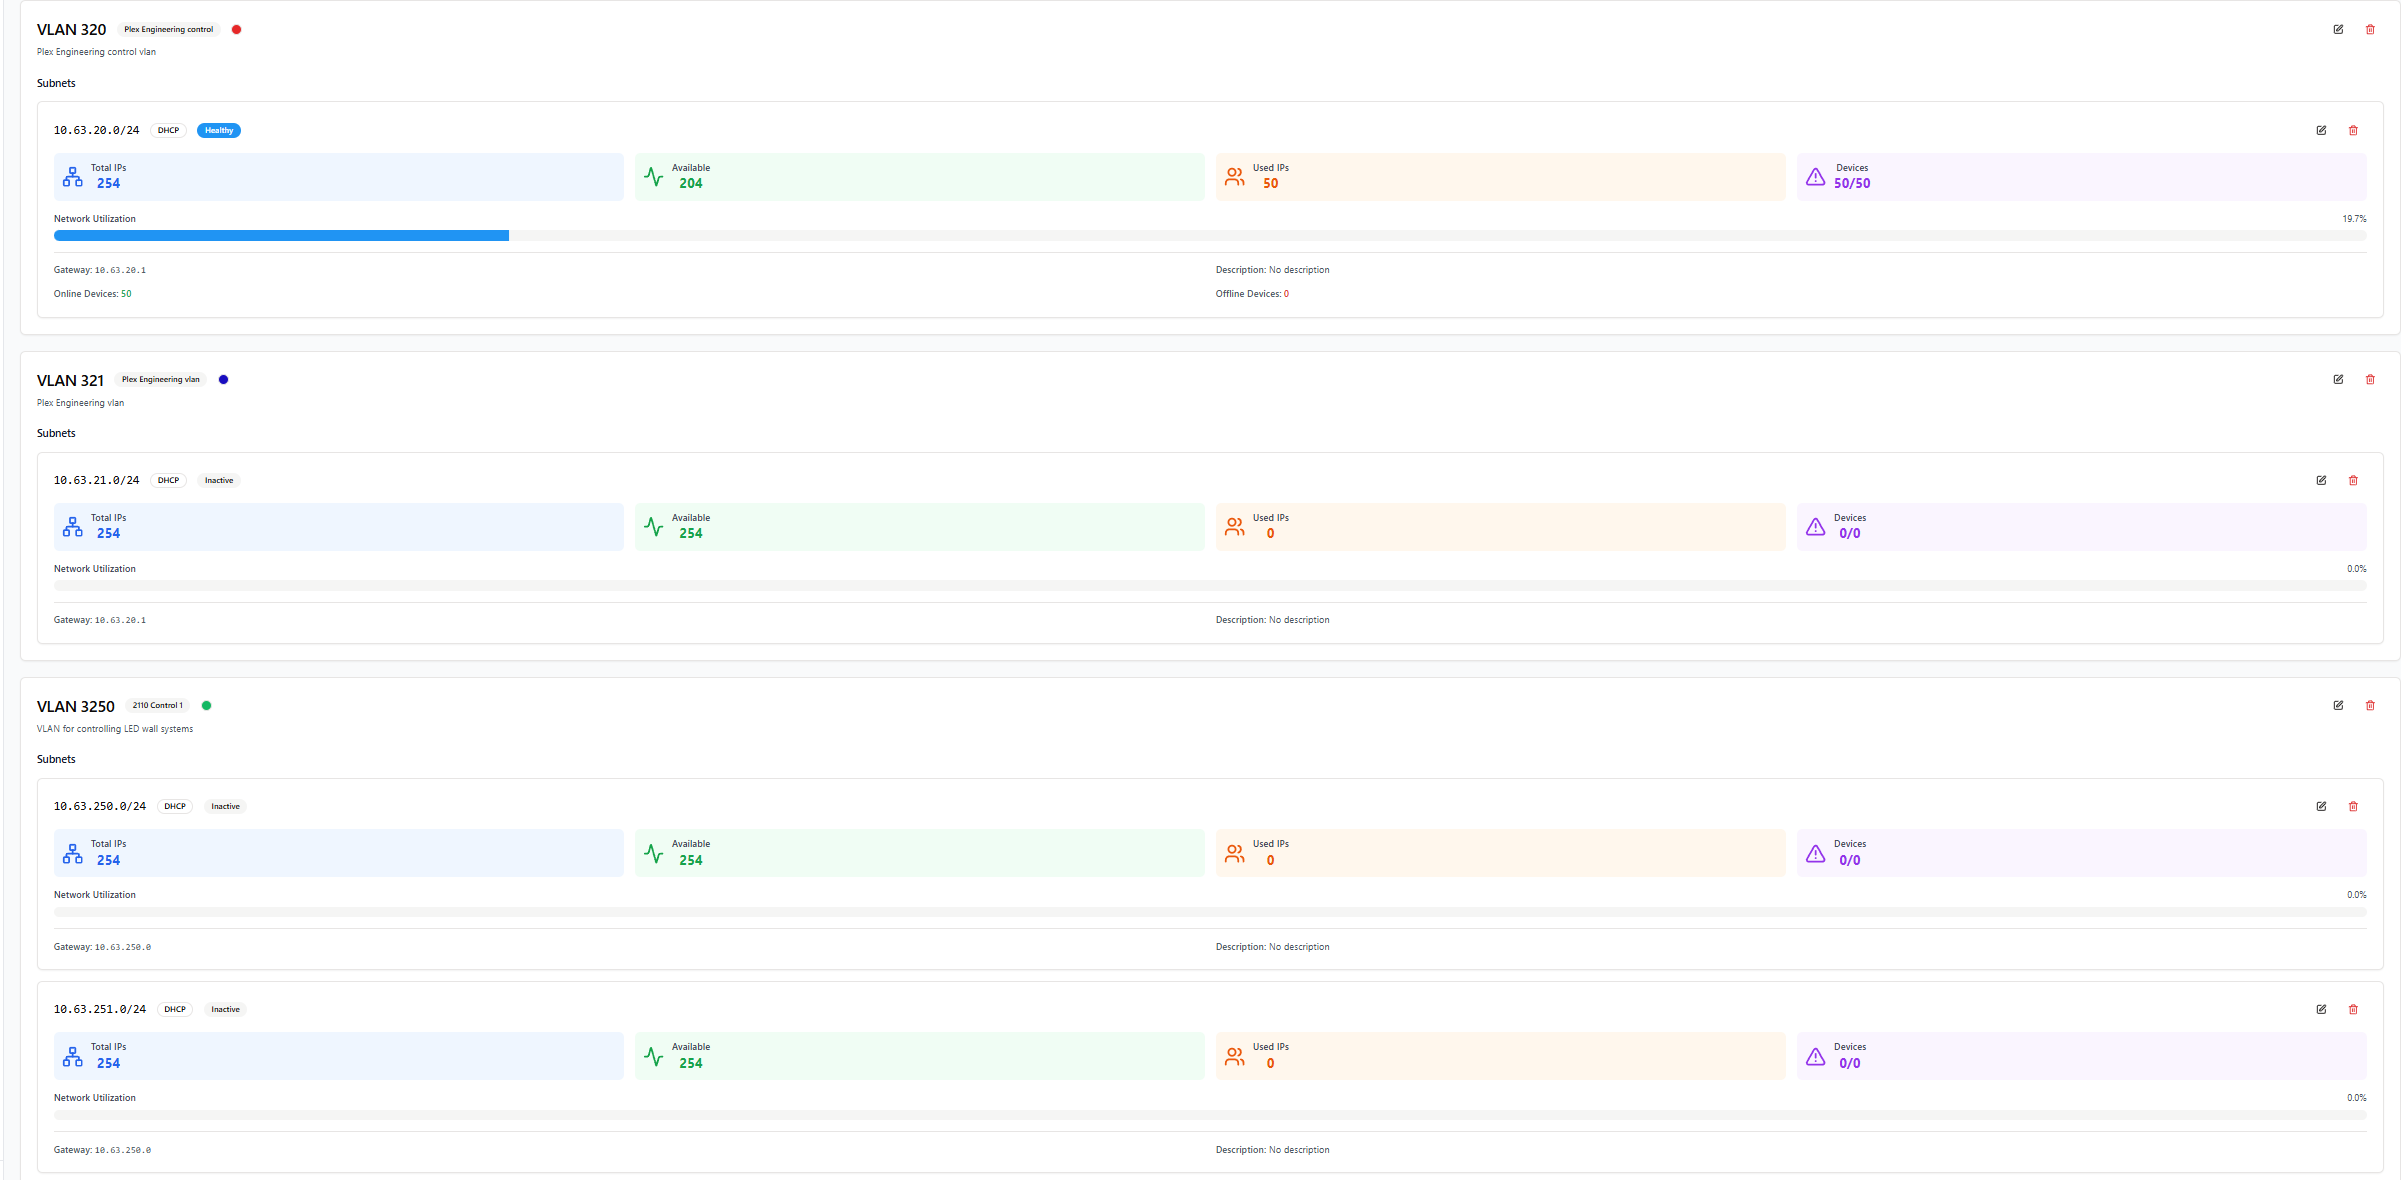 VLAN 320 Plex Engineering control
Plex Engineering control vlan
Subnets
10.63.20.0/24 DHCP Healthy
Total IPs
254
Available
204
Used IPs
50
Devices
50/50
Network Utilization 19.7%
Gateway: 10.63.20.1 Description: No description
Online Devices: 50 Offline Devices: 0
VLAN 321 Plex Engineering vlan
Plex Engineering vlan
Subnets
10.63.21.0/24 DHCP Inactive
Total IPs
254
Available
254
Used IPs
0
Devices
0/0
Network Utilization 0.0%
Gateway: 10.63.20.1 Description: No description
VLAN 3250 2110 Control 1
VLAN for controlling LED wall systems
Subnets
10.63.250.0/24 DHCP Inactive
Total IPs
254
Available
254
Used IPs
0
Devices
0/0
Network Utilization 0.0%
Gateway: 10.63.250.0 Description: No description
10.63.251.0/24 DHCP Inactive
Total IPs
254
Available
254
Used IPs
0
Devices
0/0
Network Utilization 0.0%
Gateway: 10.63.250.0 Description: No description